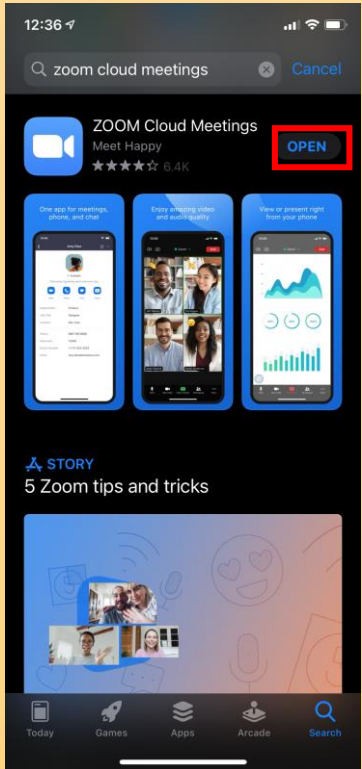 12:36
zoom cloud meetings
Cancel
ZOOM Cloud Meetings
Meet Happy
OPEN
6.4K
One app for meetings,
phone, and chat
Enjoy amazing video
and audio quality
View or present right
from your phone
STORY
5 Zoom tips and tricks
Today
Games
Apps
Arcade
Search